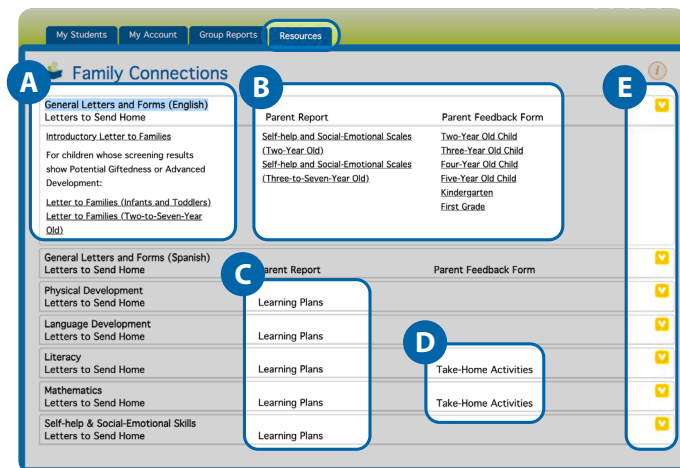 My Students My Account Group Reports Resources
A Family Connections B E i
General Letters and Forms (English)
Letters to Send Home Parent Report Parent Feedback Form
Introductory Letter to Families Self-help and Social-Emotional Scales Two-Year Old Child
(Two-Year Old) Three-Year Old Child
For children whose screening results Self-help and Social-Emotional Scales Four-Year Old Child
show Potential Giftedness or Advanced (Three-to-Seven-Year Old) Five-Year Old Child
Development: Kindergarten
Letter to Families (Infants and Toddlers) First Grade
Letter to Families (Two-to-Seven-Year
Old)
General Letters and Forms (Spanish) C
Letters to Send Home arent Report Parent Feedback Form
Physical Development
Letters to Send Home Learning Plans
Language Development D
Letters to Send Home Learning Plans
Literacy
Letters to Send Home Learning Plans Take-Home Activities
Mathematics
Letters to Send Home Learning Plans Take-Home Activities
Self-help & Social-Emotional Skills
Letters to Send Home Learning Plans